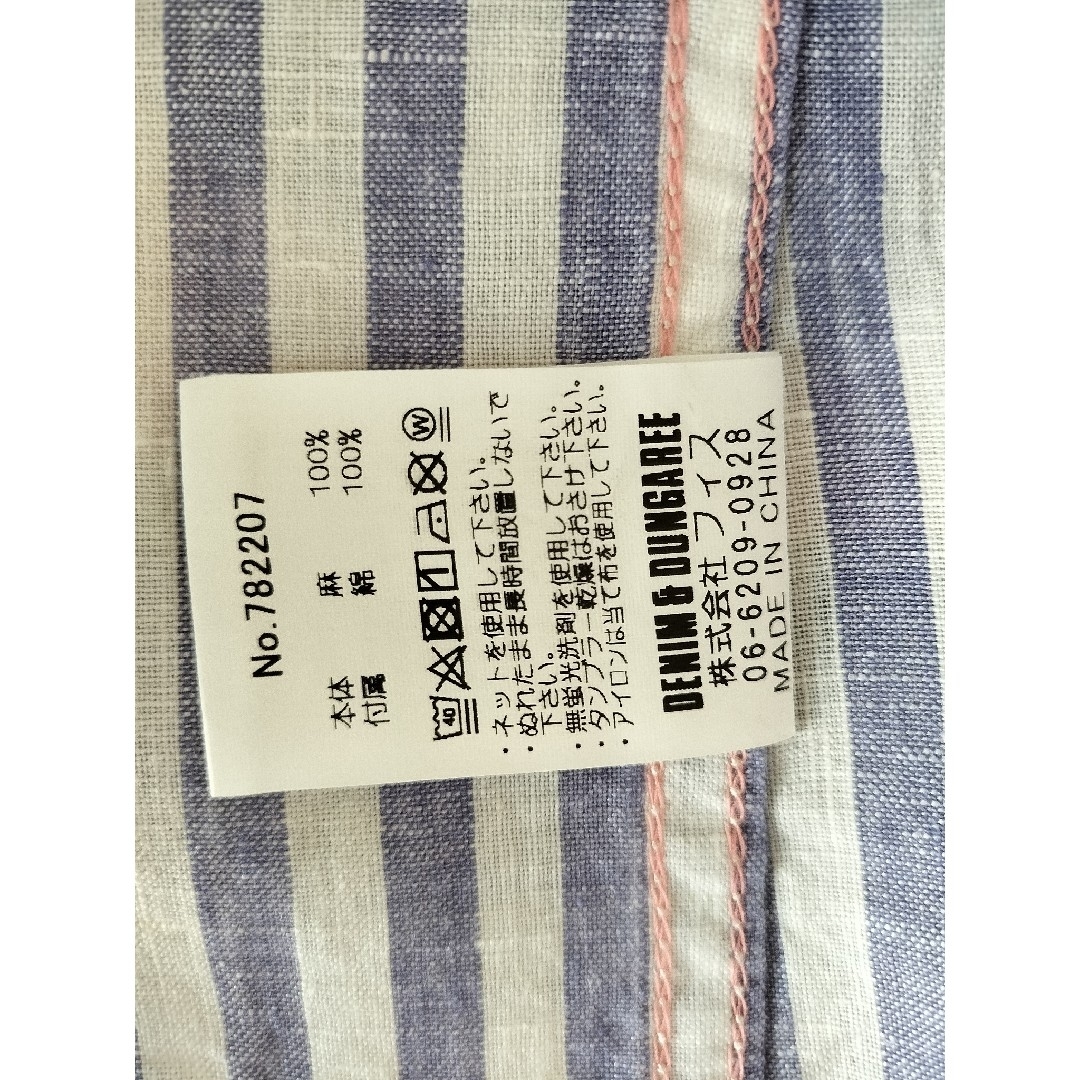 No.782207
本体 麻 100%
付属 綿 100%
40 W
・ネットを使用して下さい。
・ぬれたまま長時間放置しないで
下さい。
・無蛍光洗剤を使用して下さい。
・タンブラー乾燥はおさけ下さい。
・アイロンは当て布を使用して下さい。
DENIM & DUNGAREE
株式会社 フィス
06-6209-0928
MADE IN CHINA